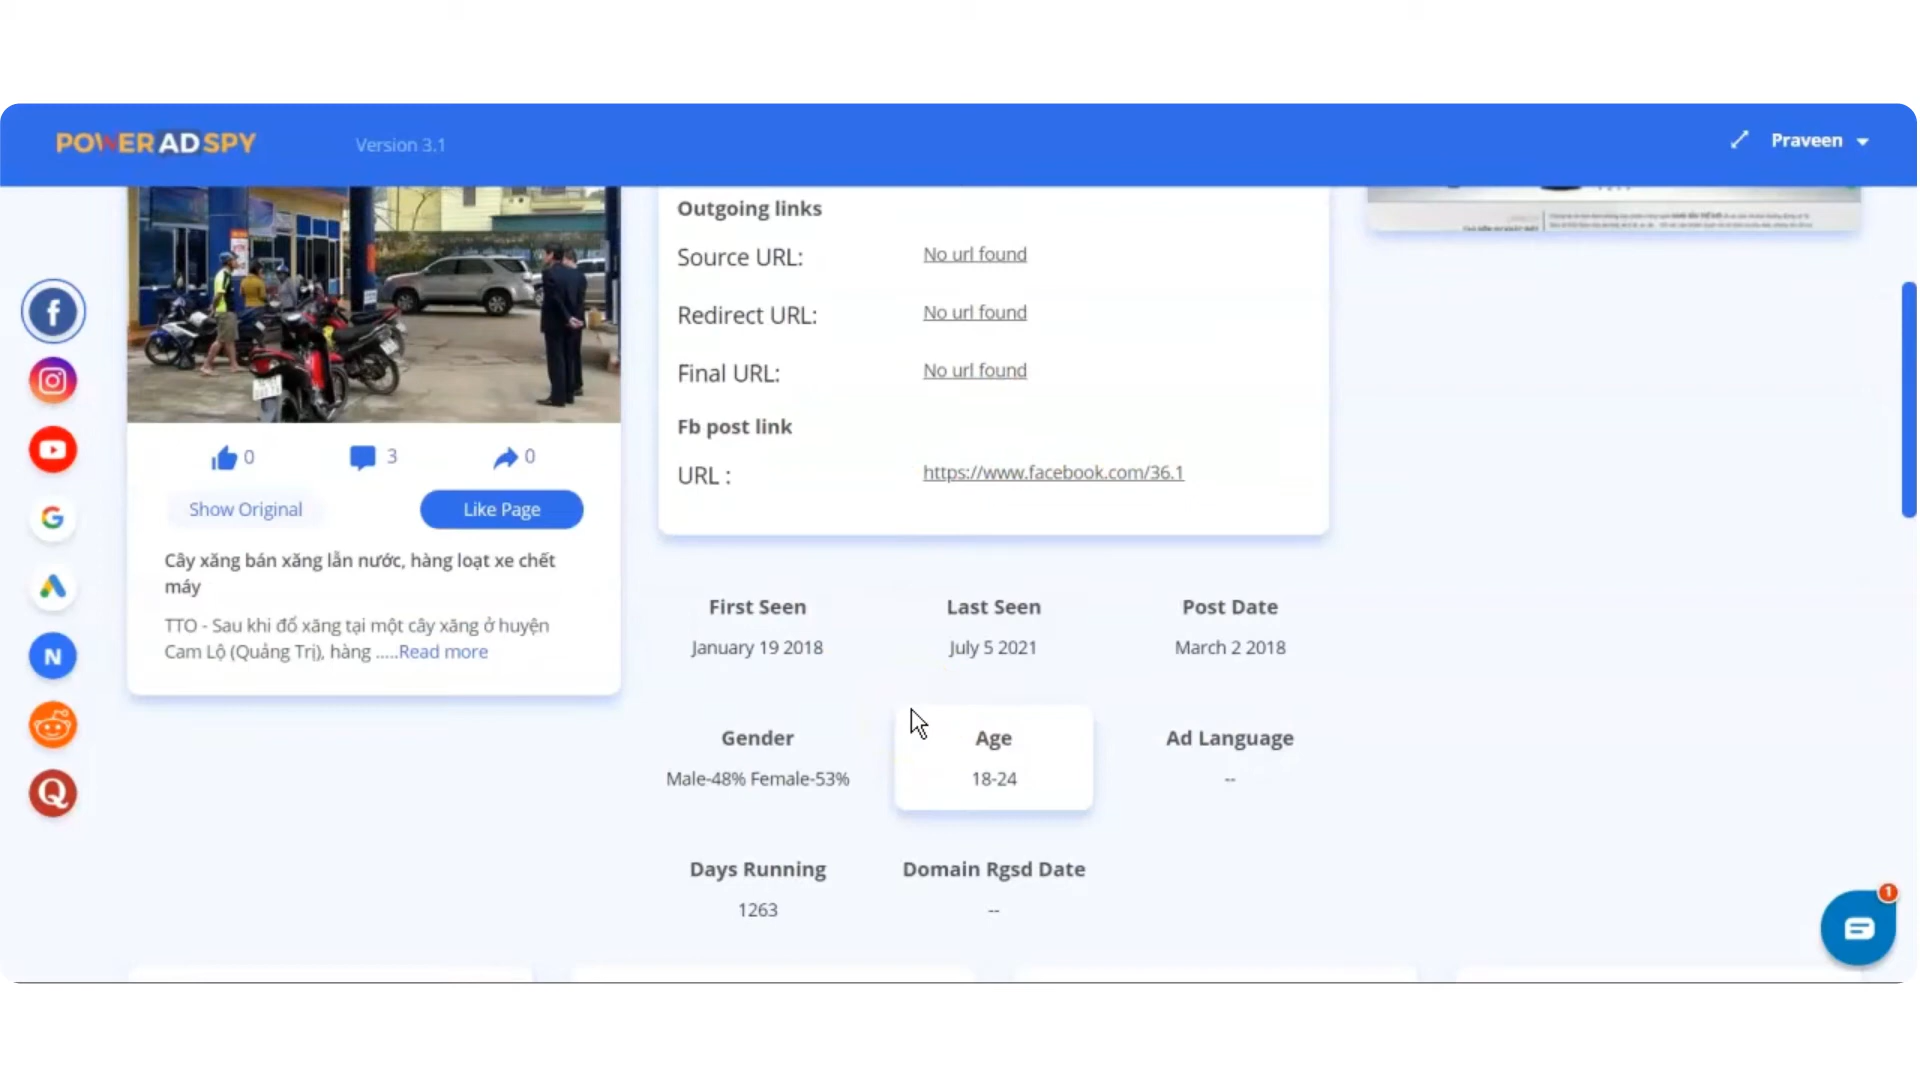 POWER AD SPY
Version 3.1
Praveen
Outgoing links
Source URL:
No url found
Redirect URL:
No url found
Final URL:
No url found
Fb post link
URL :
https://www.facebook.com/36.1
0
3
0
Show Original
Like Page
Cây xăng bán xăng lẫn nước, hàng loạt xe chết
máy
TTO - Sau khi đổ xăng tại một cây xăng ở huyện
Cam Lộ (Quảng Trị), hàng .....Read more
First Seen
Last Seen
Post Date
January 19 2018
July 5 2021
March 2 2018
Gender
Age
Ad Language
Male-48% Female-53%
18-24
--
Days Running
Domain Rgsd Date
1263
--
1